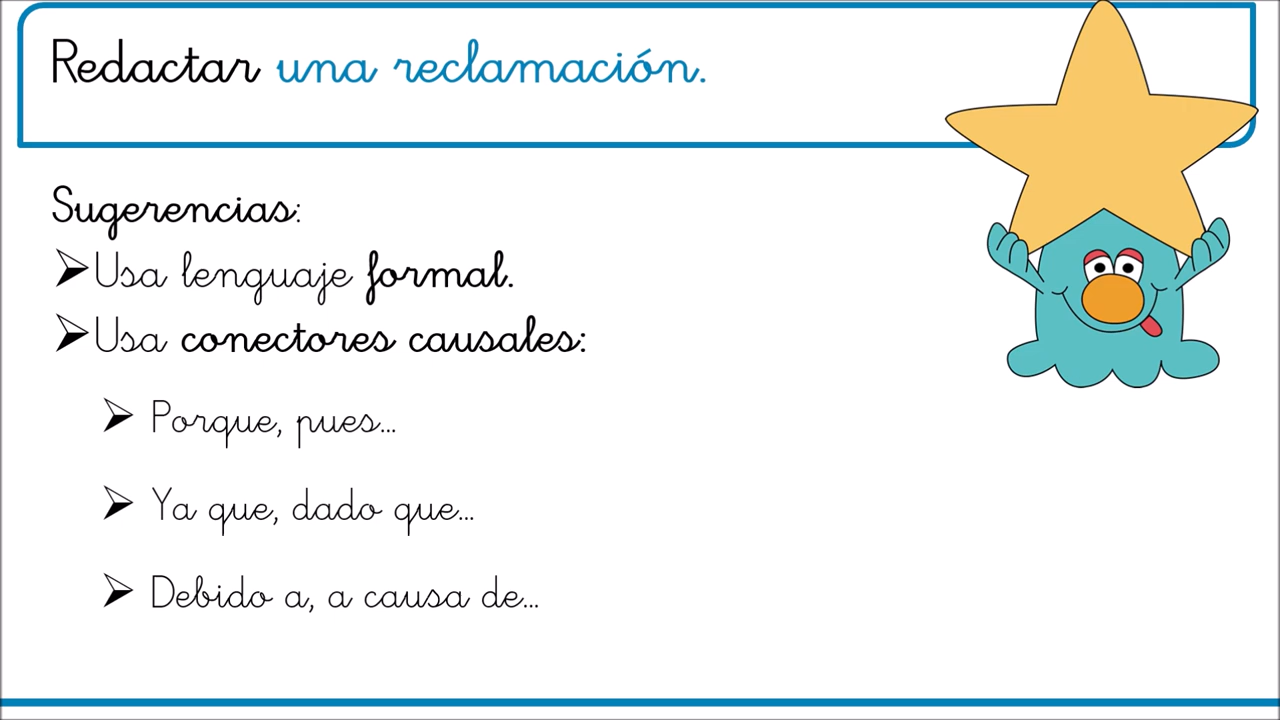 Redactar una reclamación.
Sugerencias:
➢Usa lenguaje formal.
➢Usa conectores causales:
➢ Porque, pues...
➢ Ya que, dado que...
➢ Debido a, a causa de...